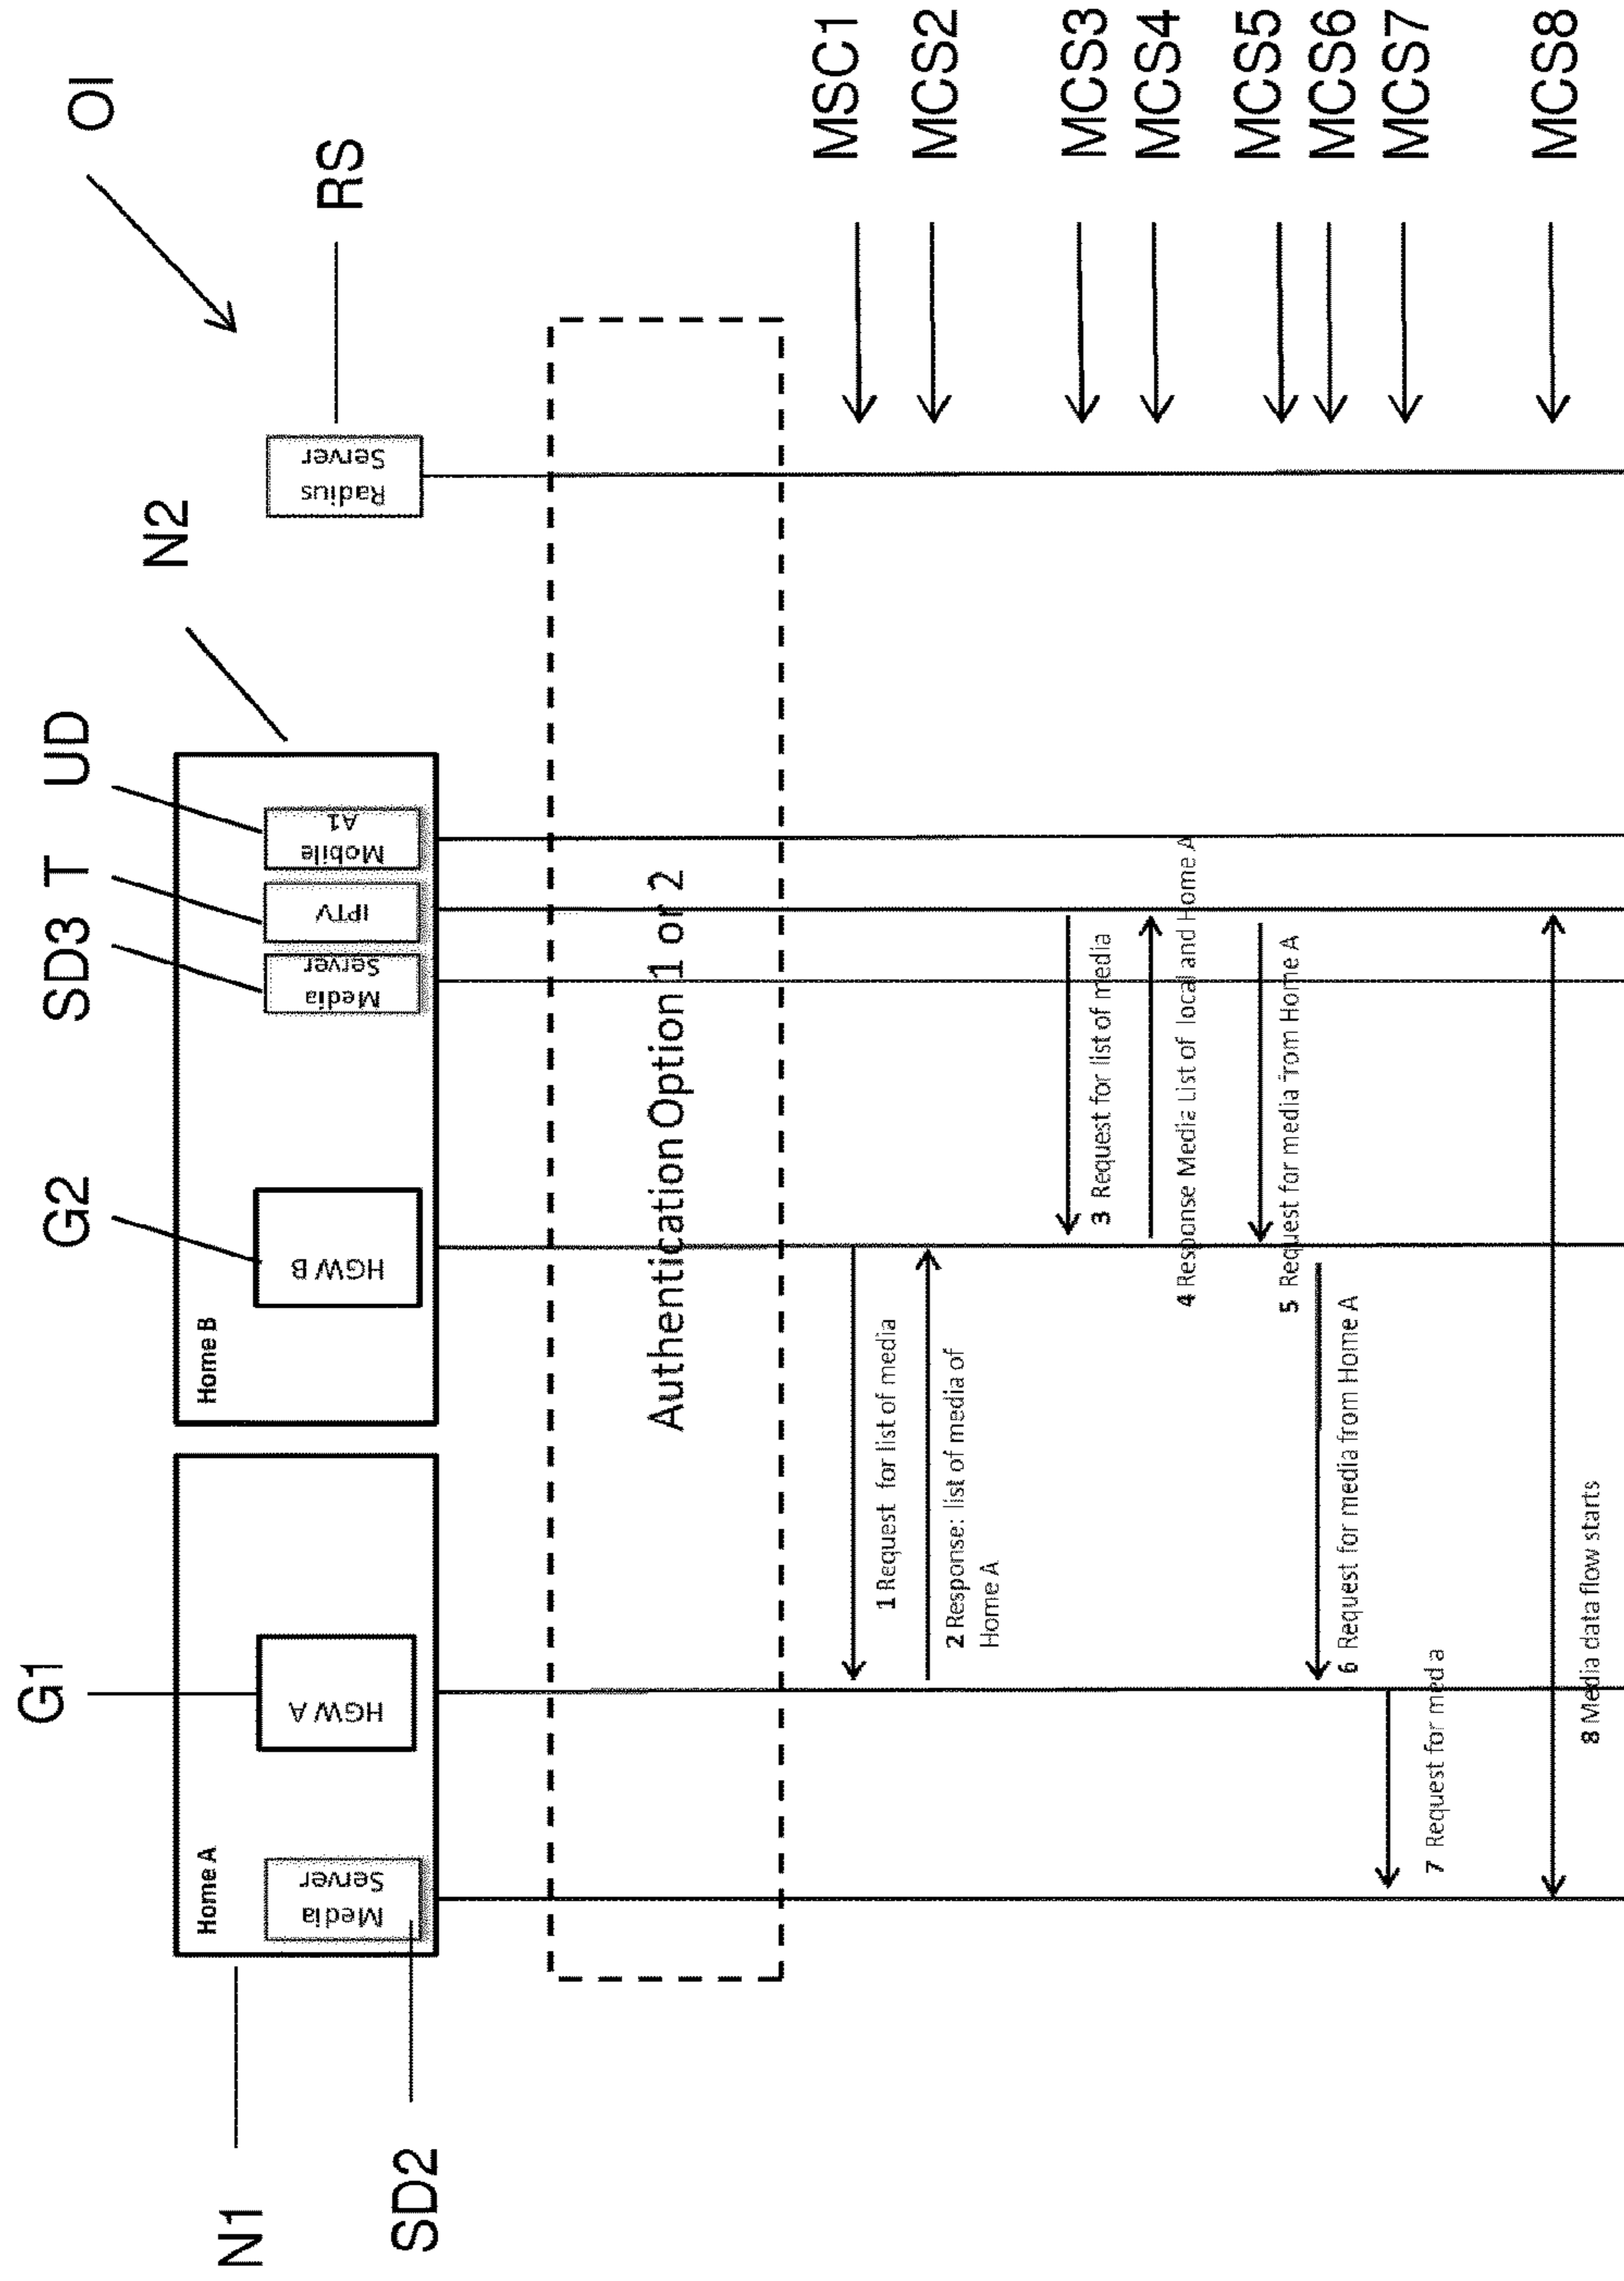 OI
G1
G2
SD3
T
UD
N2
RS
N1
SD2
Home A
Media
Server
HGW A
Home B
HGW B
Media
Server
IPTV
Mobile
A1
Radius
Server
Authentication Option 1 or 2
MSC1
1 Request for list of media
MCS2
2 Response: list of media of
Home A
MCS3
3 Request for list of media
MCS4
4 Response Media List of local and Home A
MCS5
5 Request for media from Home A
MCS6
6 Request for media from Home A
MCS7
7 Request for med a
MCS8
8 Media data flow starts